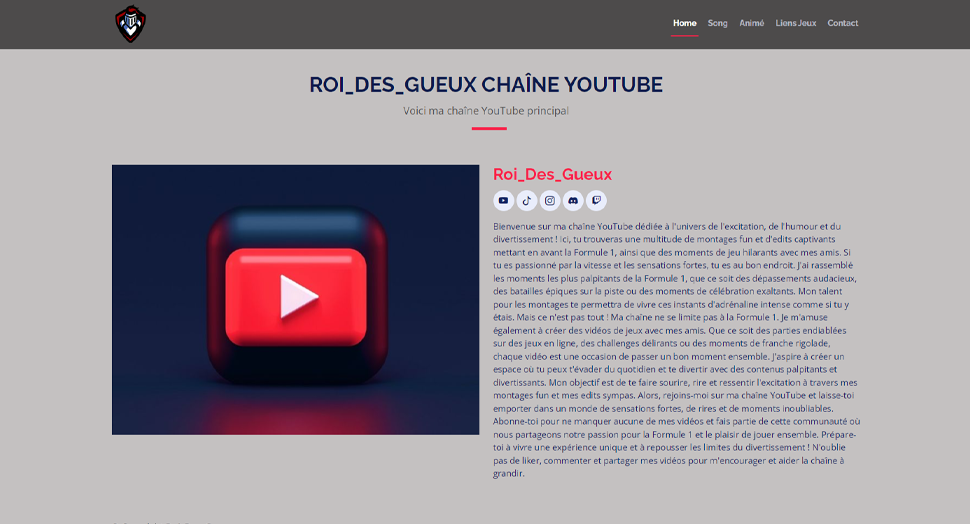 Home Song Animé Liens Jeux Contact
ROI_DES_GUEUX CHAÎNE YOUTUBE
Voici ma chaîne YouTube principal
Roi_Des_Gueux
Bienvenue sur ma chaîne YouTube dédiée à l'univers de l'excitation, de l'humour et du
divertissement ! Ici, tu trouveras une multitude de montages fun et d'edits captivants
mettant en avant la Formule 1, ainsi que des moments de jeu hilarants avec mes amis. Si
tu es passionné par la vitesse et les sensations fortes, tu es au bon endroit. J'ai rassemblé
les moments les plus palpitants de la Formule 1, que ce soit des dépassements audacieux,
des batailles épiques sur la piste ou des moments de célébration exaltants. Mon talent
pour les montages te permettra de vivre ces instants d'adrénaline intense comme si tu y
étais. Mais ce n'est pas tout ! Ma chaîne ne se limite pas à la Formule 1. Je m'amuse
également à créer des vidéos de jeux avec mes amis. Que ce soit des parties endiablées
sur des jeux en ligne, des challenges délirants ou des moments de franche rigolade,
chaque vidéo est une occasion de passer un bon moment ensemble. J'aspire à créer un
espace où tu peux t'évader du quotidien et te divertir avec des contenus palpitants et
divertissants. Mon objectif est de te faire sourire, rire et ressentir l'excitation à travers mes
montages fun et mes edits sympas. Alors, rejoins-moi sur ma chaîne YouTube et laisse-toi
emporter dans un monde de sensations fortes, de rires et de moments inoubliables.
Abonne-toi pour ne manquer aucune de mes vidéos et fais partie de cette communauté où
nous partageons notre passion pour la Formule 1 et le plaisir de jouer ensemble. Prépare-
toi à vivre une expérience unique et à repousser les limites du divertissement ! N'oublie
pas de liker, commenter et partager mes vidéos pour m'encourager et aider la chaîne à
grandir.